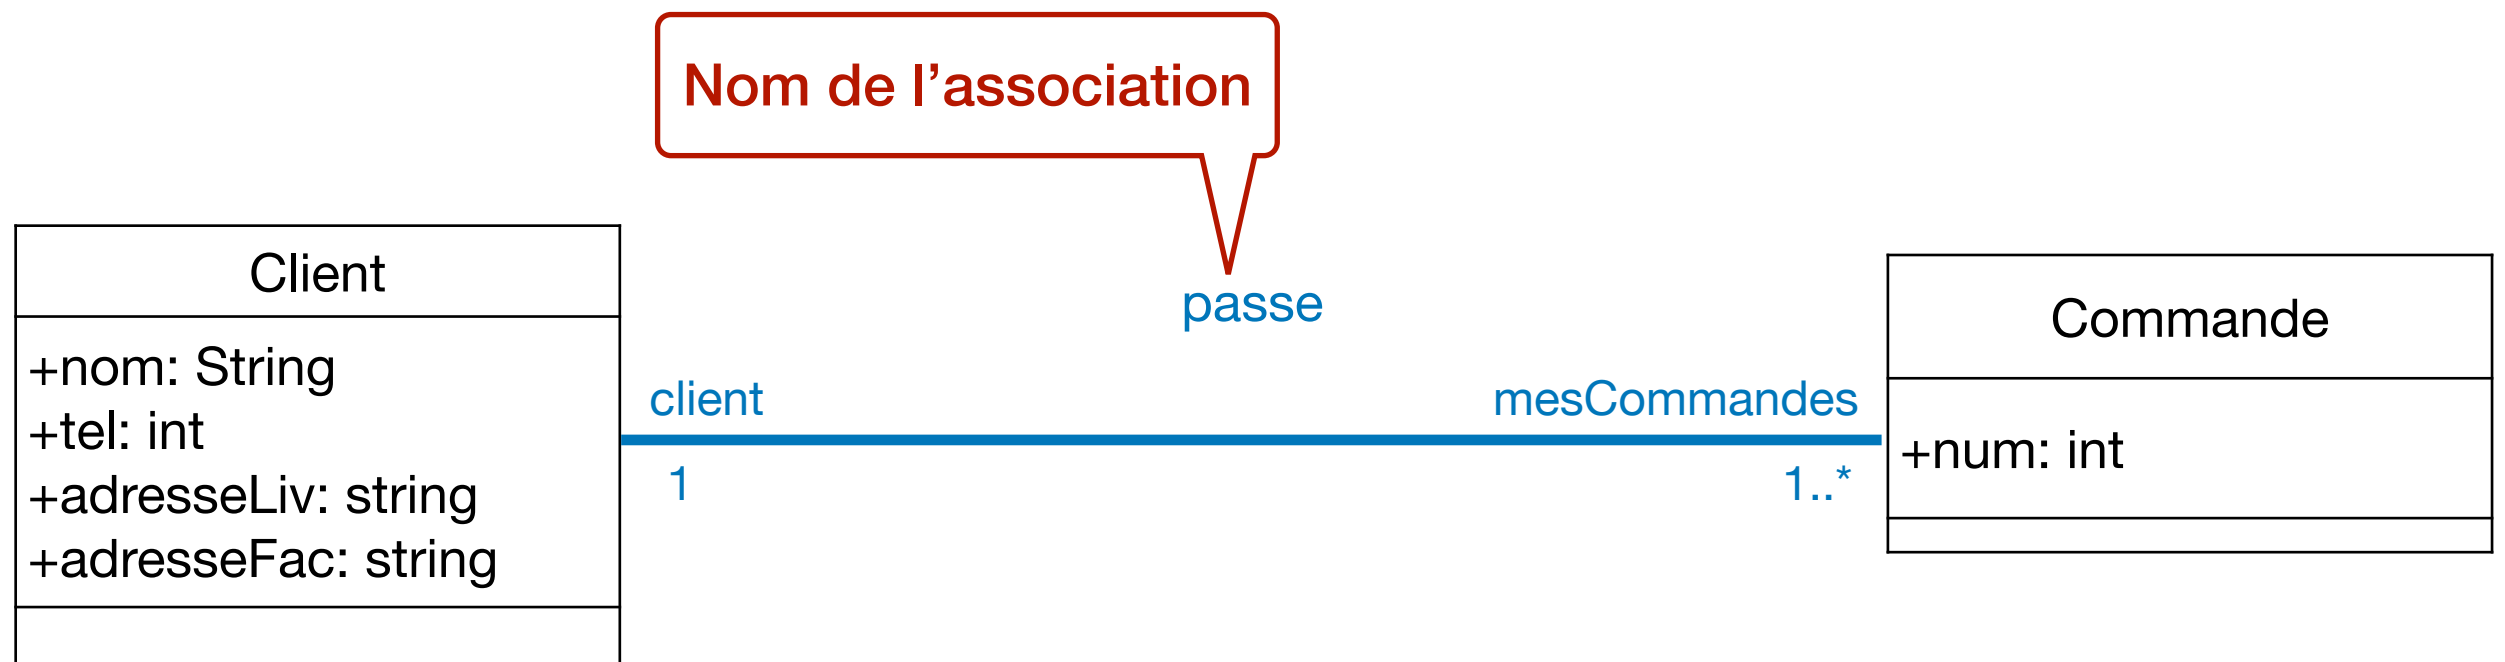 Nom de l’association
Client
+nom: String
+tel: int
+adresseLiv: string
+adresseFac: string
passe
client
mesCommandes
1
1..*
Commande
+num: int